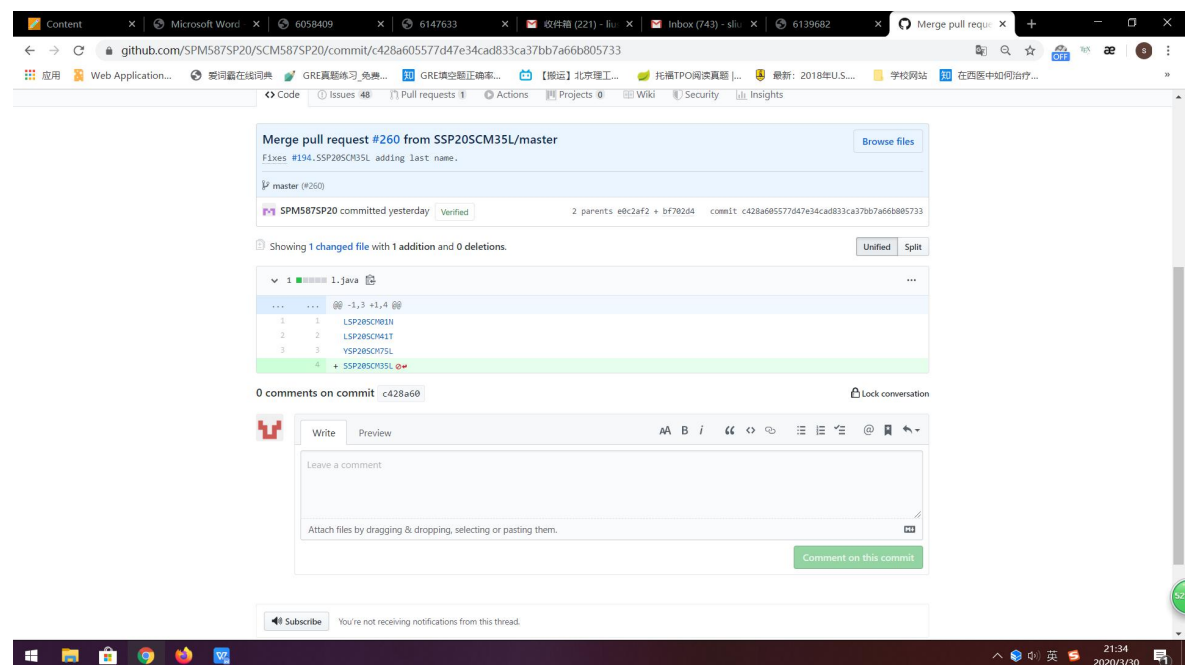 Content
Microsoft Word -
6058409
6147633
收件箱 (221) - liu
Inbox (743) - sliu
6139682
Merge pull reque
github.com/SPM587SP20/SCM587SP20/commit/c428a605577d47e34cad833ca37bb7a66b805733
OFF
æ
s
应用
Web Application...
爱词霸在线词典
GRE真题练习_免费...
GRE填空题正确率...
【搬运】北京理工...
托福TPO阅读真题 |...
最新：2018年U.S....
学校网站
在西医中如何治疗...
»
Code
Issues 48
Pull requests 1
Actions
Projects 0
Wiki
Security
Insights
Merge pull request #260 from SSP20SCM35L/master
Browse files
Fixes #194.SSP20SCM35L adding last name.
master (#260)
SPM587SP20 committed yesterday Verified
2 parents e0c2af2 + bf702d4 commit c428a605577d47e34cad833ca37bb7a66b805733
Showing 1 changed file with 1 addition and 0 deletions.
Unified Split
1 l.java
...
... ... @@ -1,3 +1,4 @@
1 1 LSP20SCM01N
2 2 LSP20SCM41T
3 3 YSP20SCM75L
4 + SSP20SCM35L
0 comments on commit c428a60
Lock conversation
Write Preview
AA B i “ <> @
Leave a comment
Attach files by dragging & dropping, selecting or pasting them.
Comment on this commit
Subscribe You're not receiving notifications from this thread.
52
英
21:34
2020/3/30